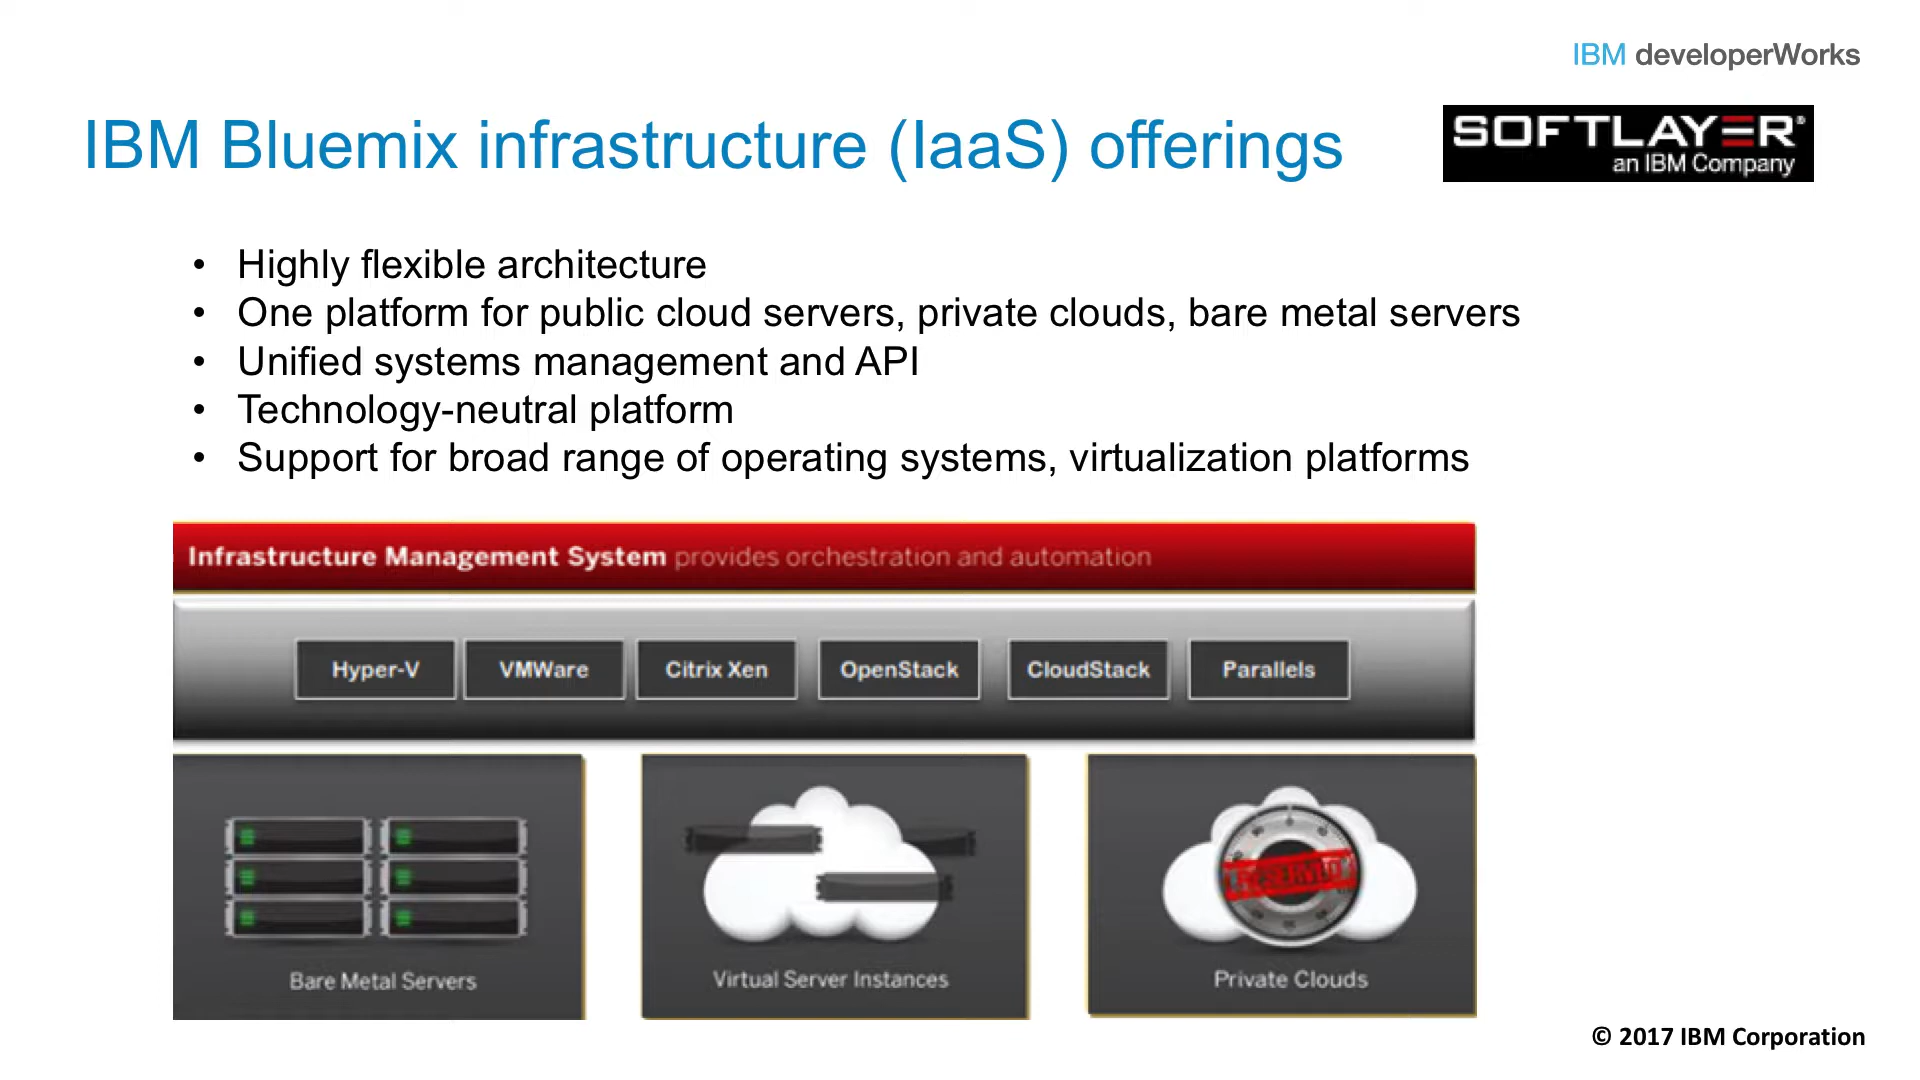 IBM developerWorks
IBM Bluemix infrastructure (IaaS) offerings
SOFTLAYER®
an IBM Company
• Highly flexible architecture
• One platform for public cloud servers, private clouds, bare metal servers
• Unified systems management and API
• Technology-neutral platform
• Support for broad range of operating systems, virtualization platforms
Infrastructure Management System provides orchestration and automation
Hyper-V VMWare Citrix Xen OpenStack CloudStack Parallels
Bare Metal Servers Virtual Server Instances Private Clouds
© 2017 IBM Corporation